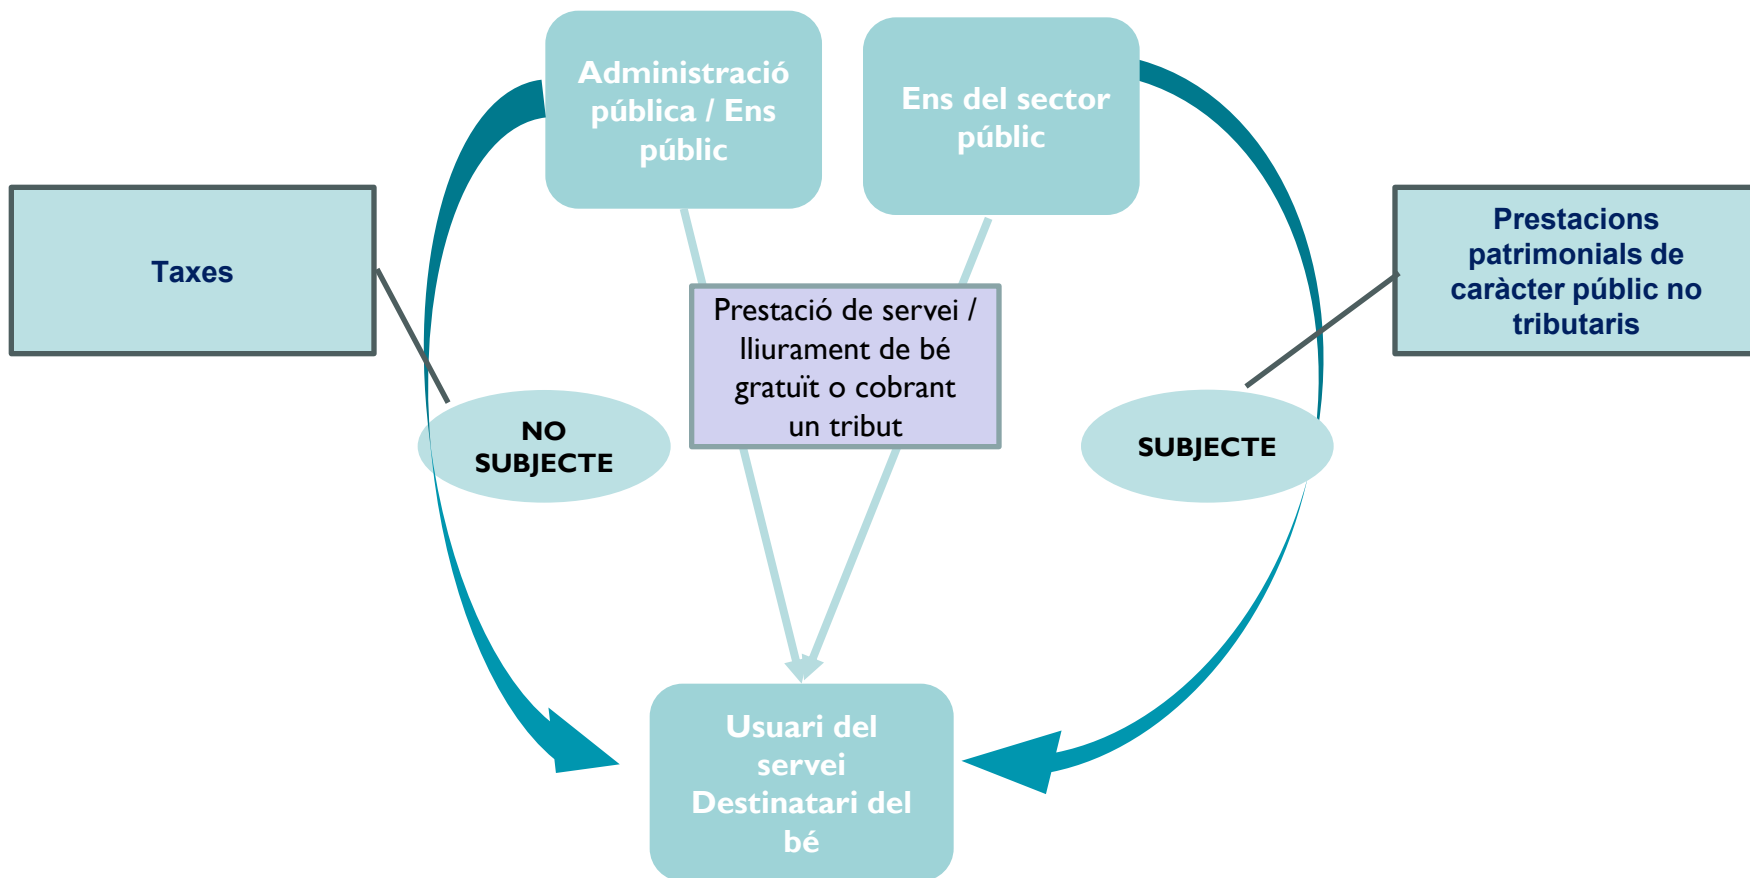 Administració
pública / Ens
públic
Ens del sector
públic
Taxes
Prestacions
patrimonials de
caràcter públic no
tributaris
Prestació de servei /
lliurament de bé
gratuït o cobrant
un tribut
NO
SUBJECTE
SUBJECTE
Usuari del
servei
Destinatari del
bé